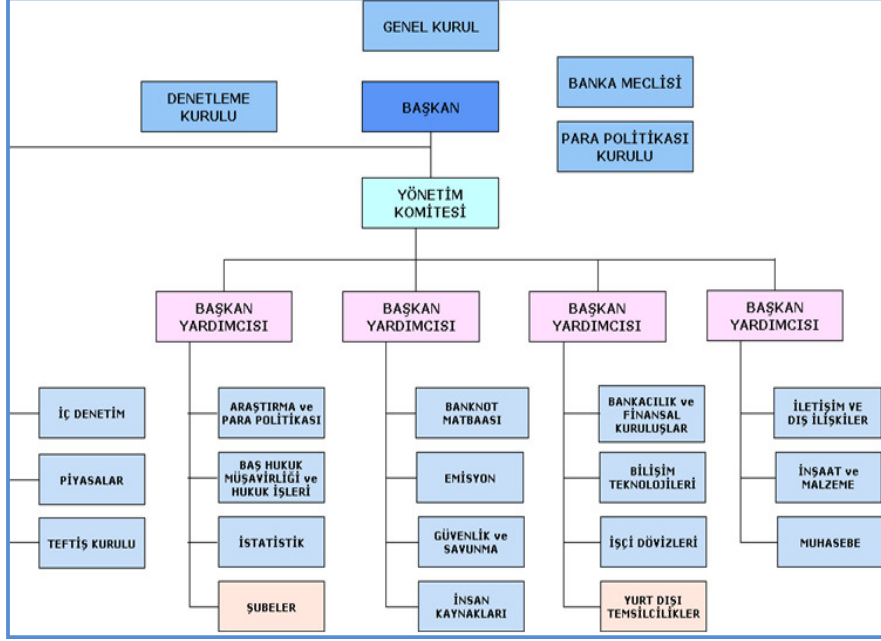 GENEL KURUL
DENETLEME
KURULU
BAŞKAN
BANKA MECLİSİ
PARA POLİTİKASI
KURULU
YÖNETİM
KOMİTESİ
BAŞKAN
YARDIMCISI
BAŞKAN
YARDIMCISI
BAŞKAN
YARDIMCISI
BAŞKAN
YARDIMCISI
İÇ DENETİM
PİYASALAR
TEFTİŞ KURULU
ARAŞTIRMA ve
PARA POLİTİKASI
BAŞ HUKUK
MÜŞAVİRLİĞİ ve
HUKUK İŞLERİ
İSTATİSTİK
ŞUBELER
BANKNOT
MATBAASI
EMİSYON
GÜVENLİK ve
SAVUNMA
İNSAN
KAYNAKLARI
BANKACILIK ve
FİNANSAL
KURULUŞLAR
BİLİŞİM
TEKNOLOJİLERİ
İŞÇİ DÖVİZLERİ
YURT DIŞI
TEMSİLCİLİKLER
İLETİŞİM VE
DIŞ İLİŞKİLER
İNŞAAT ve
MALZEME
MUHASEBE